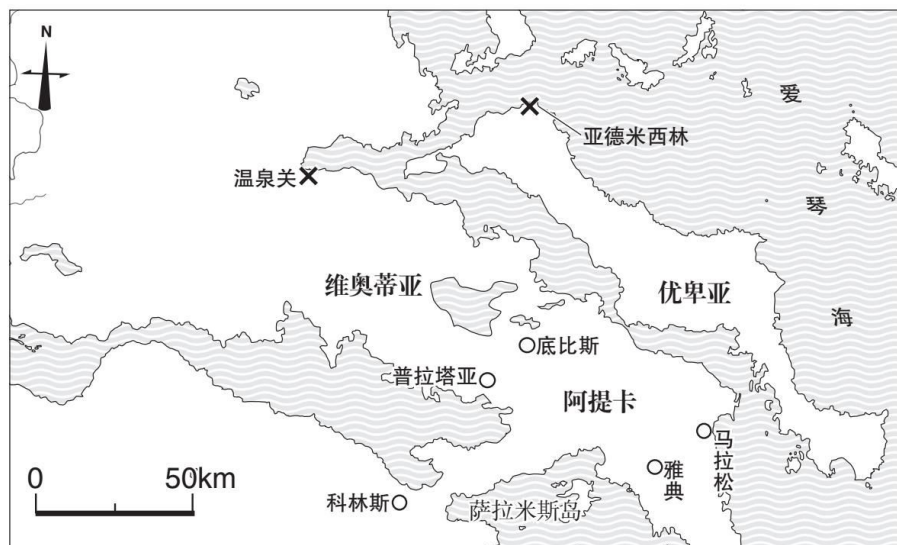 N
爱琴海
亚德米西林
温泉关
维奥蒂亚
优卑亚
底比斯
普拉塔亚
阿提卡
马拉松
雅典
0 50km
科林斯
萨拉米斯岛